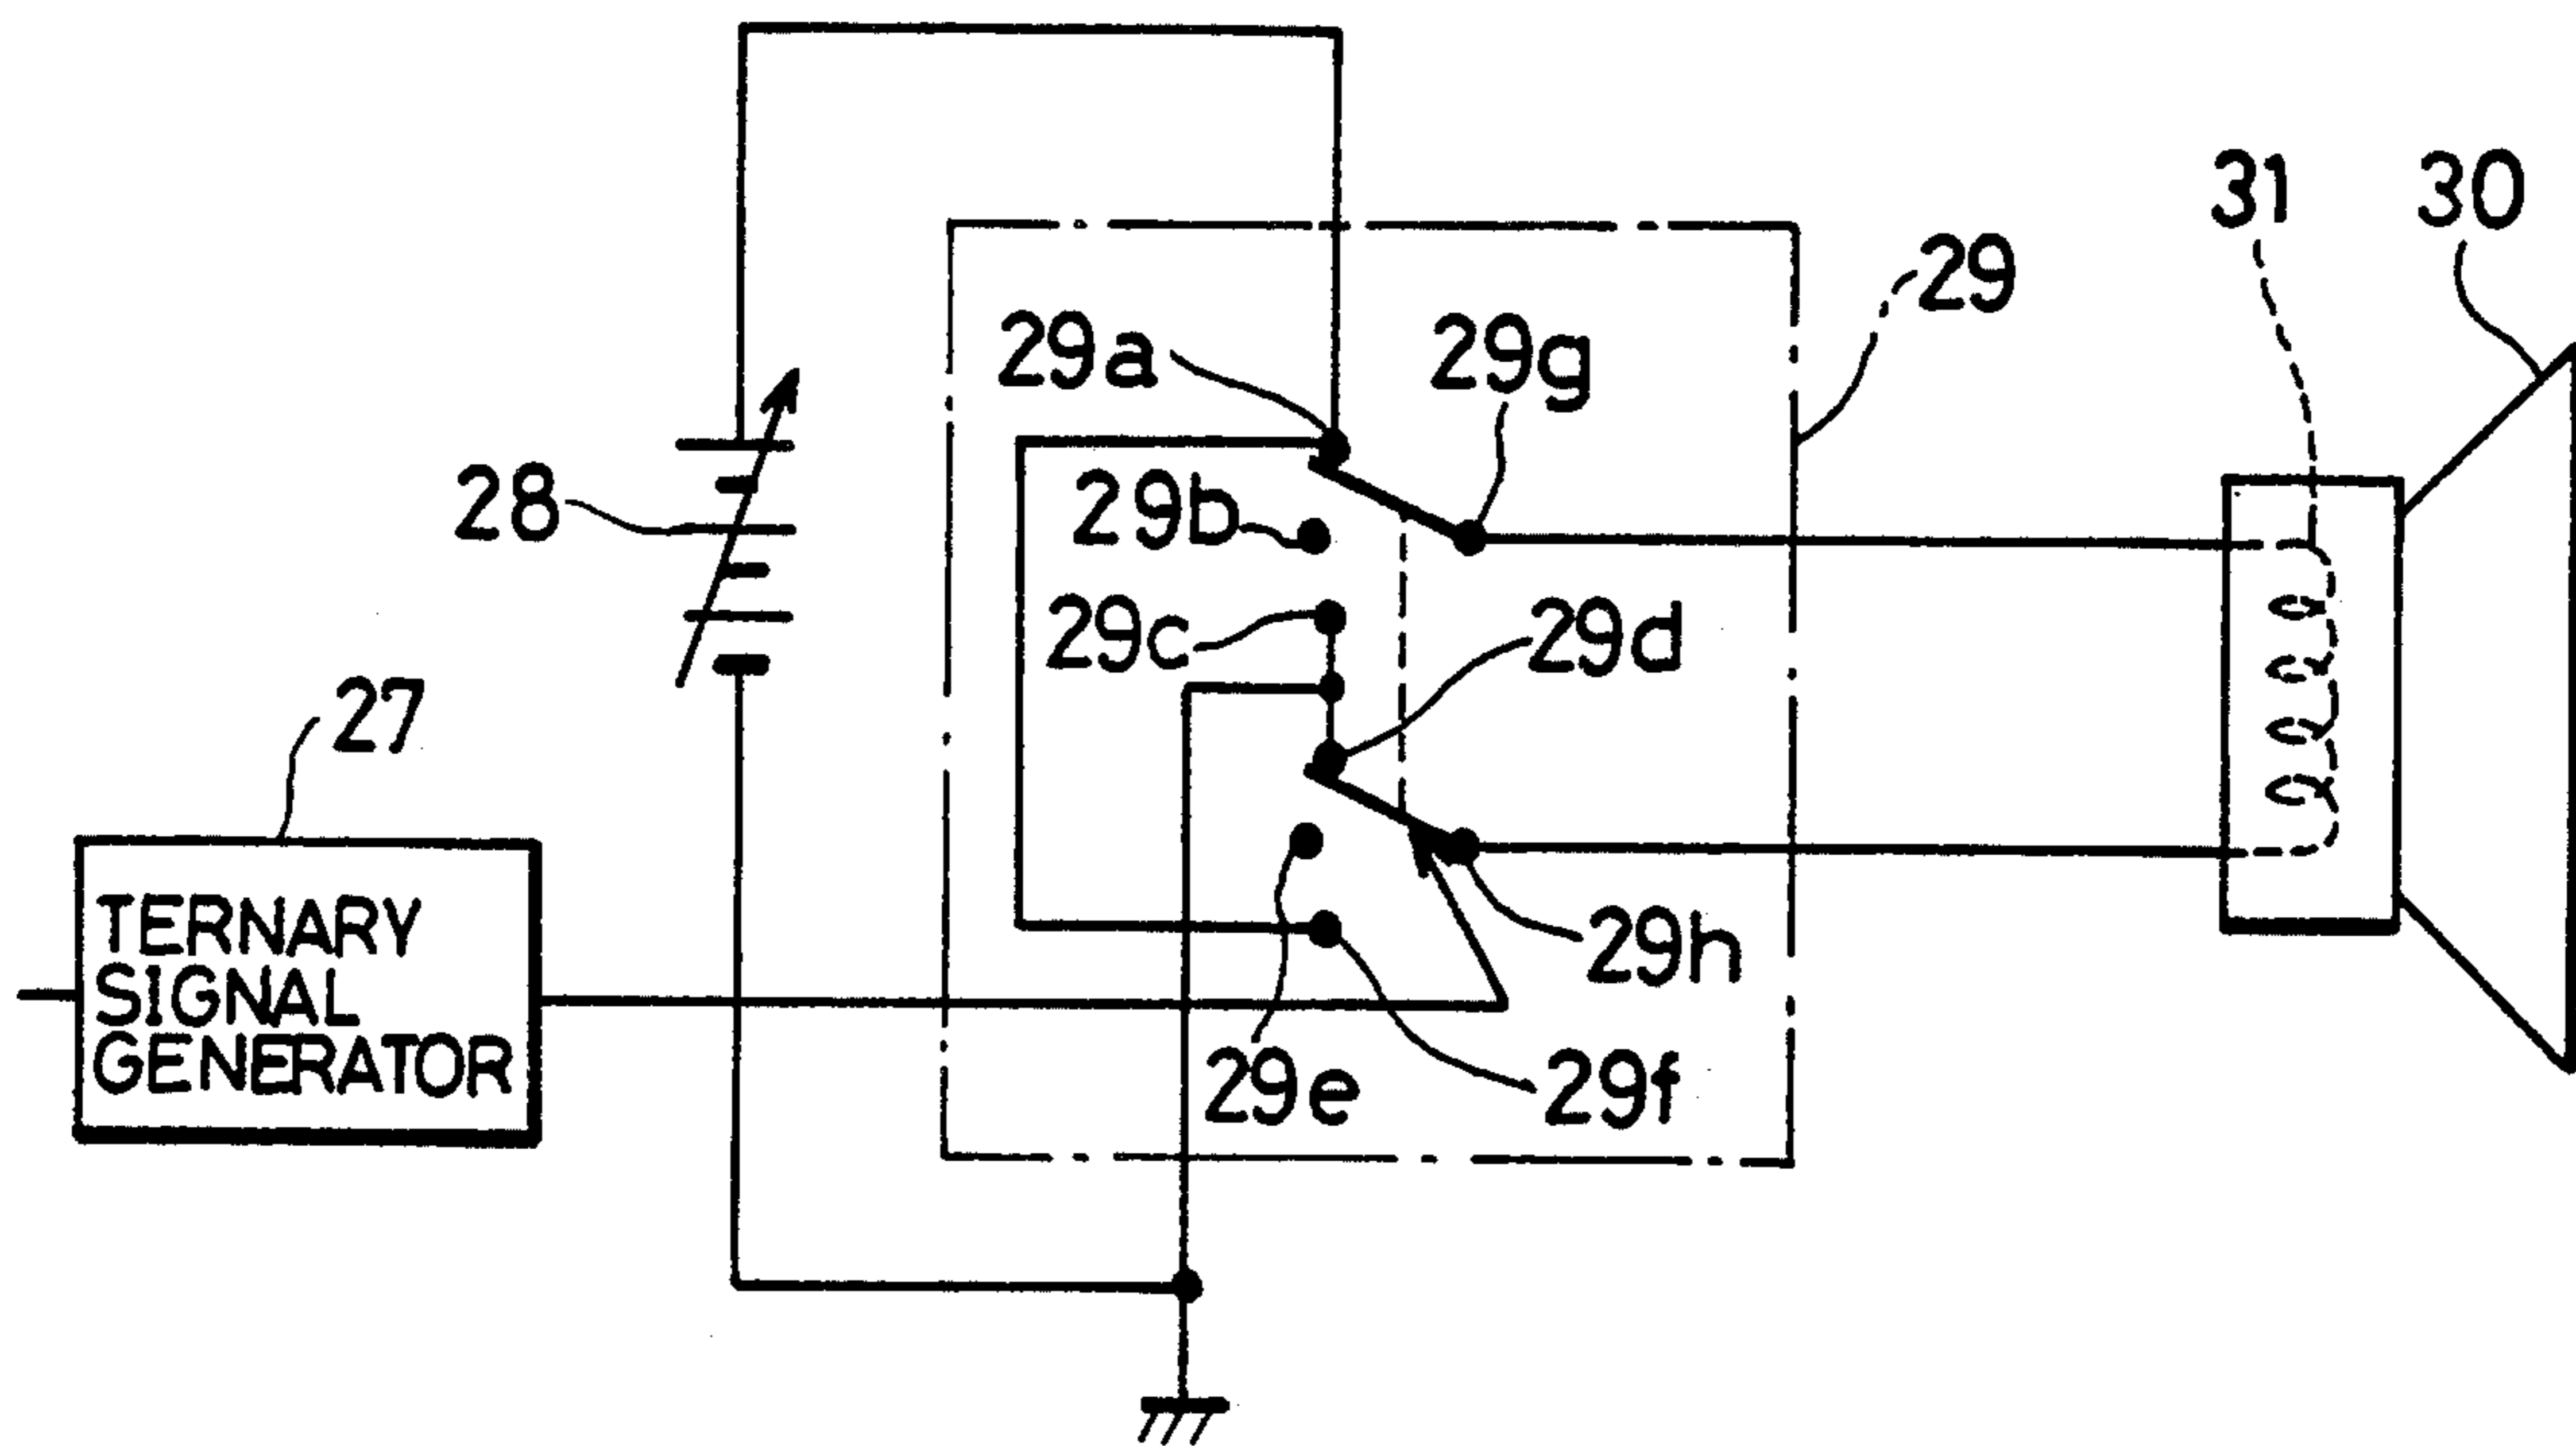 31
30
29
29a
29g
28
29b
29c
29d
27
TERNARY
SIGNAL
GENERATOR
29h
29e
29f